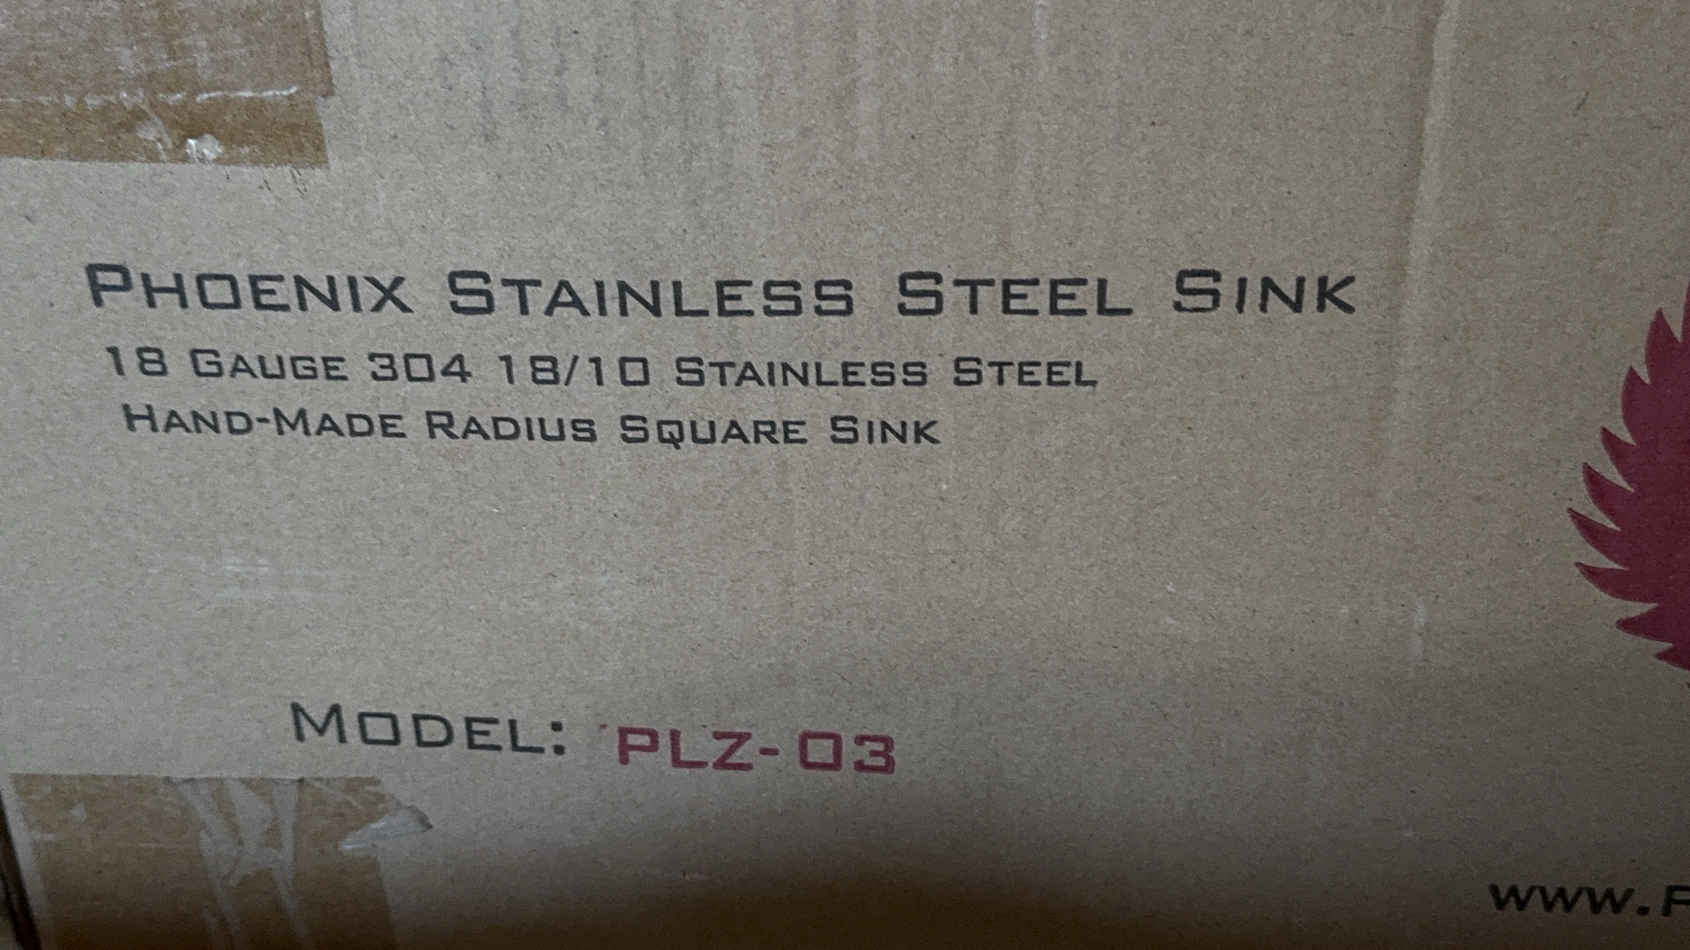 PHOENIX STAINLESS STEEL SINK
18 GAUGE 304 18/10 STAINLESS STEEL
HAND-MADE RADIUS SQUARE SINK
MODEL: PLZ-03
WWW.